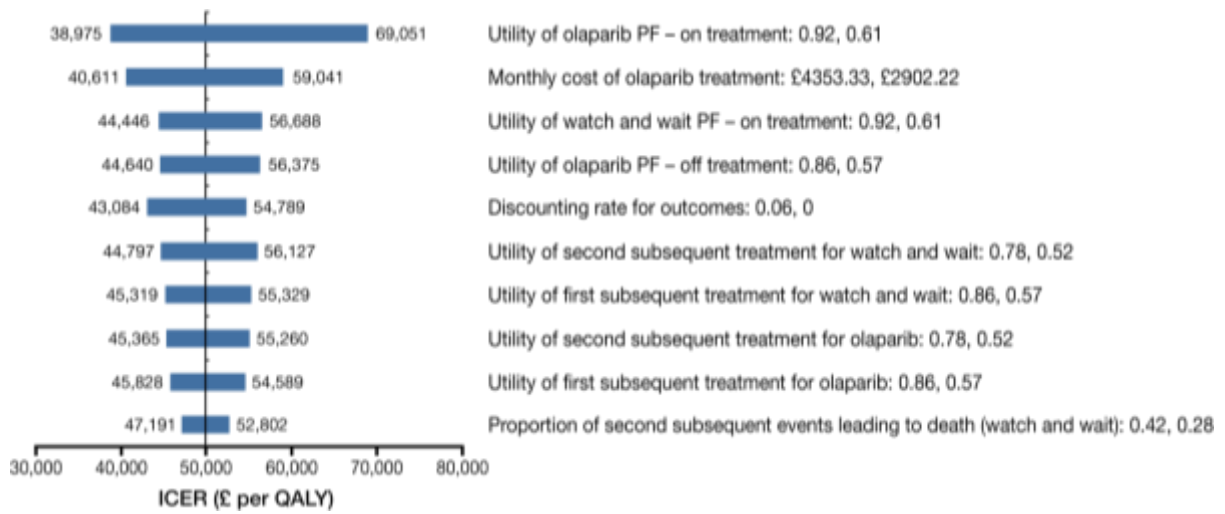 38,975 69,051 Utility of olaparib PF – on treatment: 0.92, 0.61
40,611 59,041 Monthly cost of olaparib treatment: £4353.33, £2902.22
44,446 56,688 Utility of watch and wait PF – on treatment: 0.92, 0.61
44,640 56,375 Utility of olaparib PF – off treatment: 0.86, 0.57
43,084 54,789 Discounting rate for outcomes: 0.06, 0
44,797 56,127 Utility of second subsequent treatment for watch and wait: 0.78, 0.52
45,319 55,329 Utility of first subsequent treatment for watch and wait: 0.86, 0.57
45,365 55,260 Utility of second subsequent treatment for olaparib: 0.78, 0.52
45,828 54,589 Utility of first subsequent treatment for olaparib: 0.86, 0.57
47,191 52,802 Proportion of second subsequent events leading to death (watch and wait): 0.42, 0.28
30,000 40,000 50,000 60,000 70,000 80,000
ICER (£ per QALY)